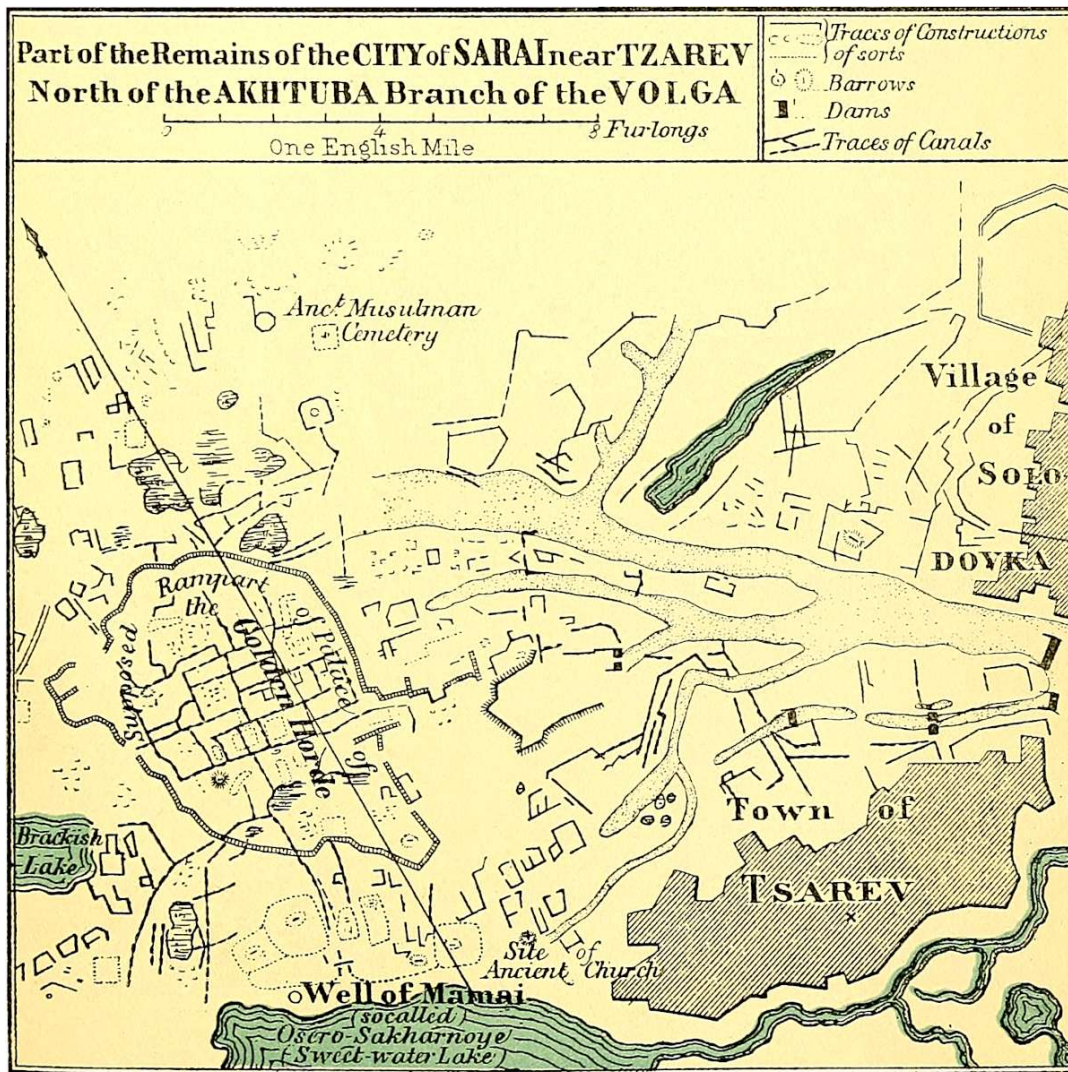 Part of the Remains of the CITY of SARAI near TZAREV
North of the AKHTUBA Branch of the VOLGA
0 4 8 Furlongs
One English Mile
Traces of Constructions
of sorts
Barrows
Dams
Traces of Canals
Anct. Musulman
Cemetery
Village
of
SOLO-
DOVKA
Supposed
Rampart of Palace of
the
Golden Horde
Brackish
Lake
Town of
TSAREV
Site of
Ancient Church
Well of Mamai
(socalled)
Osero-Sakharnoye
(Sweet-water Lake)